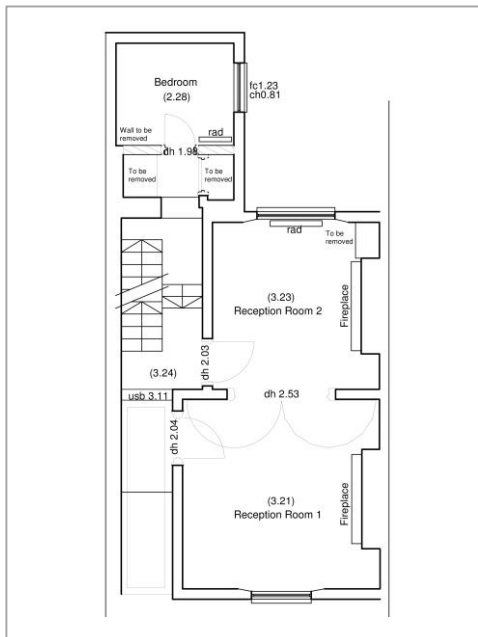 Bedroom
(2.28)
fc1.23
ch0.81
Wall to be
removed
rad
dh 1.98
To be
removed
To be
removed
rad
To be
removed
(3.23)
Reception Room 2
Fireplace
dh 2.03
(3.24)
usb 3.11
dh 2.53
dh 2.04
(3.21)
Reception Room 1
Fireplace